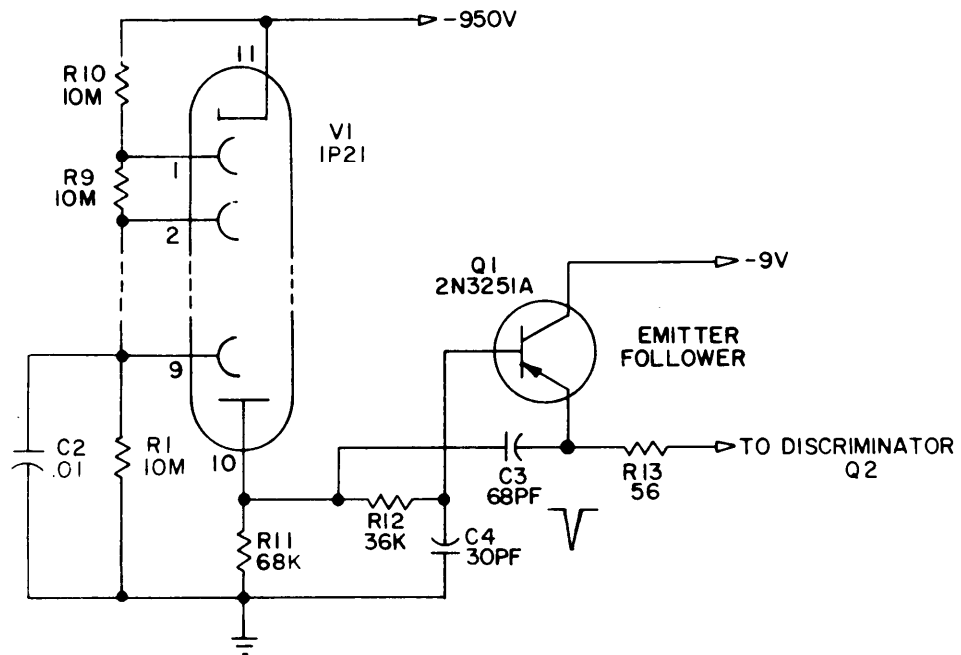 -950V
11
R10
10M
V1
1P21
1
R9
10M
2
Q1
2N3251A
-9V
EMITTER
FOLLOWER
9
C2
.01
R1
10M
10
C3
68PF
R13
56
TO DISCRIMINATOR
Q2
R12
36K
R11
68K
C4
30PF